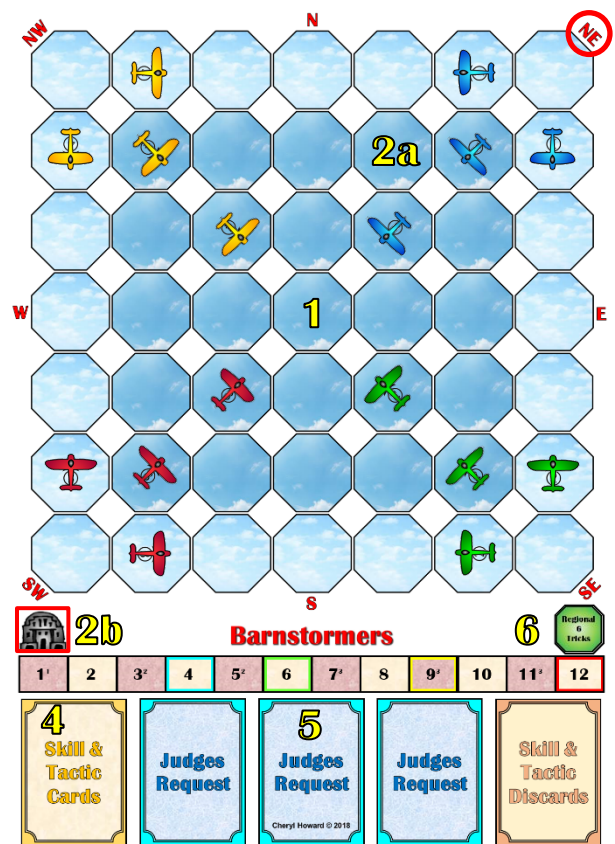 NW
N
NE
2a
W
1
E
SW
S
SE
2b
Barnstormers
6
Regional
6
Tricks
1¹ 2 3² 4 5² 6 7³ 8 9³ 10 11³ 12
4
Skill &
Tactic
Cards
Judges
Request
5
Judges
Request
Cheryl Howard © 2018
Judges
Request
Skill &
Tactic
Discards